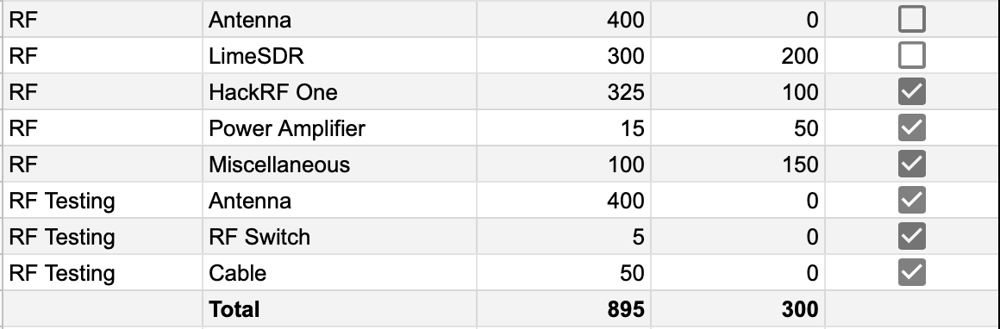 RF Antenna 400 0
RF LimeSDR 300 200
RF HackRF One 325 100
RF Power Amplifier 15 50
RF Miscellaneous 100 150
RF Testing Antenna 400 0
RF Testing RF Switch 5 0
RF Testing Cable 50 0
Total 895 300